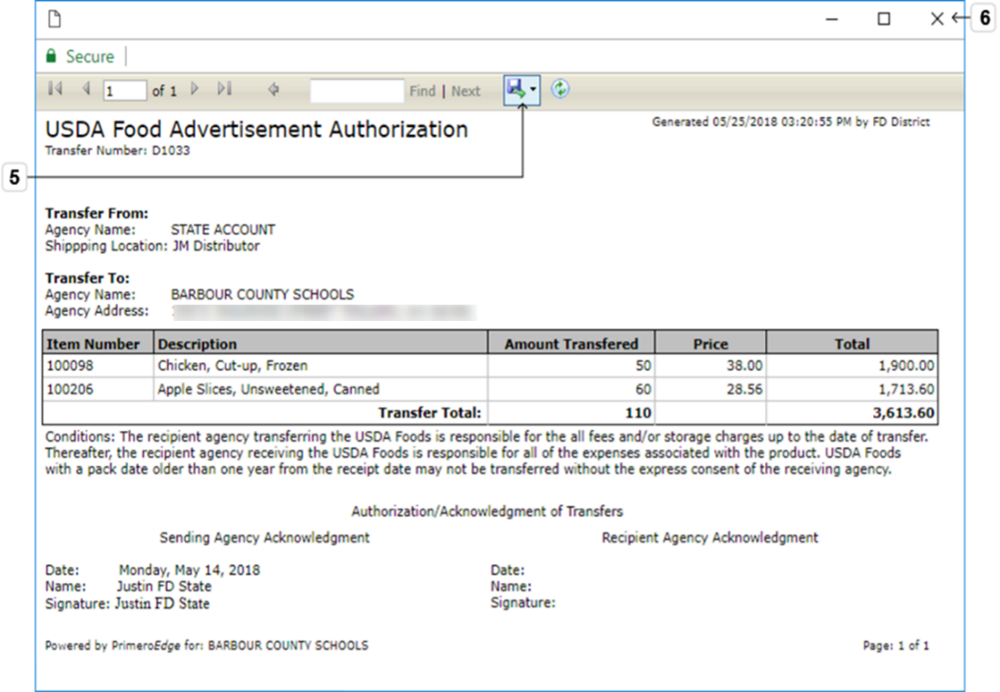 6
Secure
1 of 1 Find | Next
USDA Food Advertisement Authorization
Generated 05/25/2018 03:20:55 PM by FD District
Transfer Number: D1033
5
Transfer From:
Agency Name: STATE ACCOUNT
Shippping Location: JM Distributor
Transfer To:
Agency Name: BARBOUR COUNTY SCHOOLS
Agency Address:
Item Number Description Amount Transfered Price Total
100098 Chicken, Cut-up, Frozen 50 38.00 1,900.00
100206 Apple Slices, Unsweetened, Canned 60 28.56 1,713.60
Transfer Total: 110 3,613.60
Conditions: The recipient agency transferring the USDA Foods is responsible for the all fees and/or storage charges up to the date of transfer.
Thereafter, the recipient agency receiving the USDA Foods is responsible for all of the expenses associated with the product. USDA Foods
with a pack date older than one year from the receipt date may not be transferred without the express consent of the receiving agency.
Authorization/Acknowledgment of Transfers
Sending Agency Acknowledgment Recipient Agency Acknowledgment
Date: Monday, May 14, 2018 Date:
Name: Justin FD State Name:
Signature: Justin FD State Signature:
Powered by PrimeroEdge for: BARBOUR COUNTY SCHOOLS Page: 1 of 1